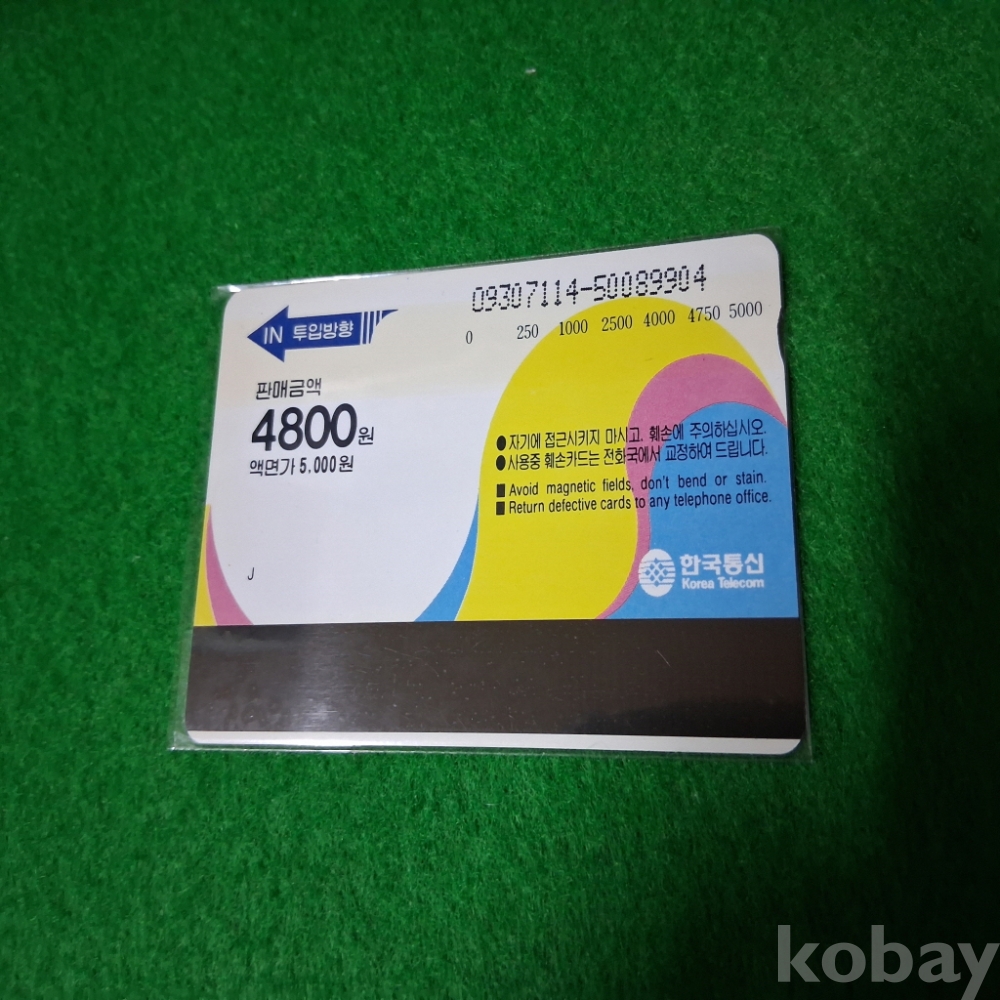 09307114-50089904
IN 투입방향
0 250 1000 2500 4000 4750 5000
판매금액
4800원
액면가 5,000원
●자기에 접근시키지 마시고, 훼손에 주의하십시오.
●사용중 훼손카드는 전화국에서 교정하여 드립니다.
■Avoid magnetic fields, don't bend or stain.
■Return defective cards to any telephone office.
J
한국통신
Korea Telecom
kobay